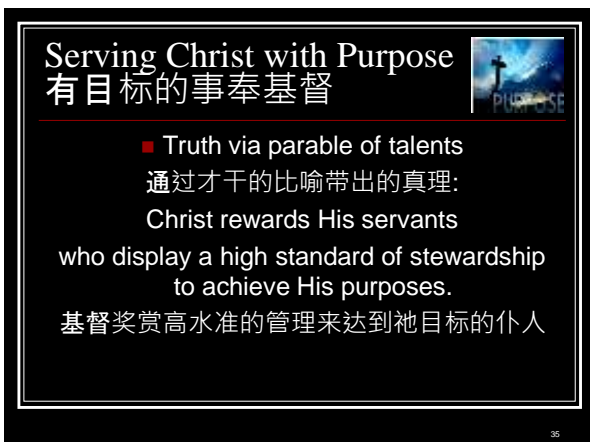 Serving Christ with Purpose
有目标的事奉基督
PURPOSE
Truth via parable of talents
通过才干的比喻带出的真理:
Christ rewards His servants
who display a high standard of stewardship
to achieve His purposes.
基督奖赏高水准的管理来达到祂目标的仆人
35